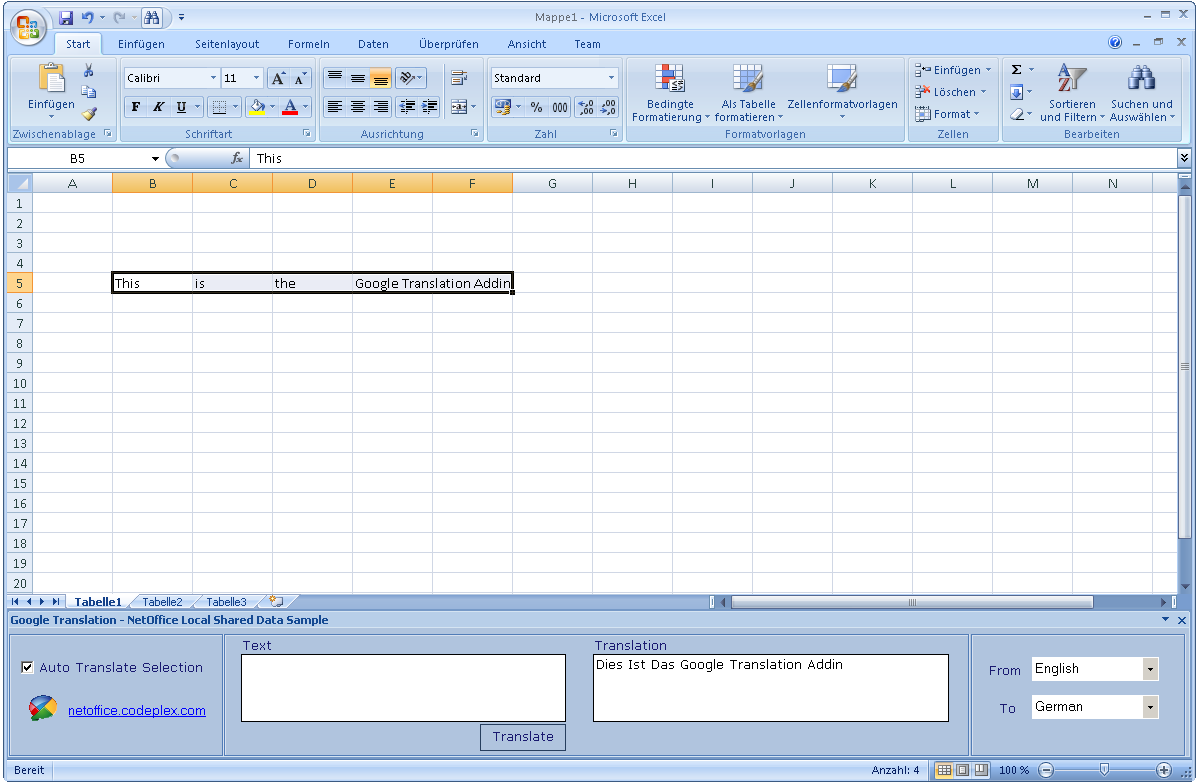 Mappe1 - Microsoft Excel
Start Einfügen Seitenlayout Formeln Daten Überprüfen Ansicht Team
Einfügen
Zwischenablage
Calibri 11
F K U
Schriftart
Ausrichtung
Standard
% 000
Zahl
Bedingte Formatierung
Als Tabelle formatieren
Zellenformatvorlagen
Formatvorlagen
Einfügen
Löschen
Format
Zellen
Σ
Sortieren und Filtern
Suchen und Auswählen
Bearbeiten
B5 fx This
A B C D E F G H I J K L M N
1
2
3
4
5 This is the Google Translation Addin
6
7
8
9
10
11
12
13
14
15
16
17
18
19
20
Tabelle1 Tabelle2 Tabelle3
Google Translation - NetOffice Local Shared Data Sample
Auto Translate Selection
netoffice.codeplex.com
Text
Translate
Translation
Dies Ist Das Google Translation Addin
From English
To German
Bereit Anzahl: 4 100 %